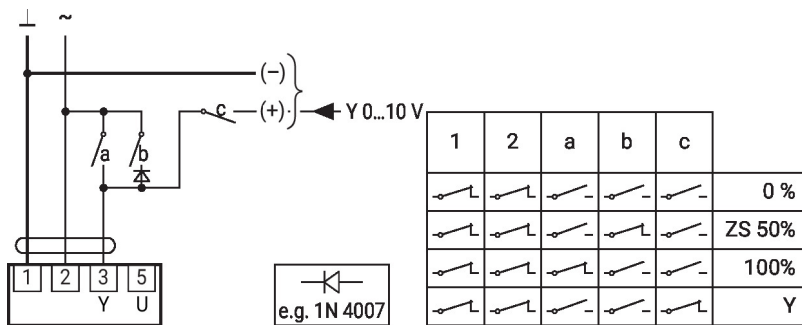 ⊥ ~
(–)
c (+) Y 0...10 V
a b
1 2 3 5
Y U
e.g. 1N 4007
1 2 a b c
0 %
ZS 50%
100%
Y